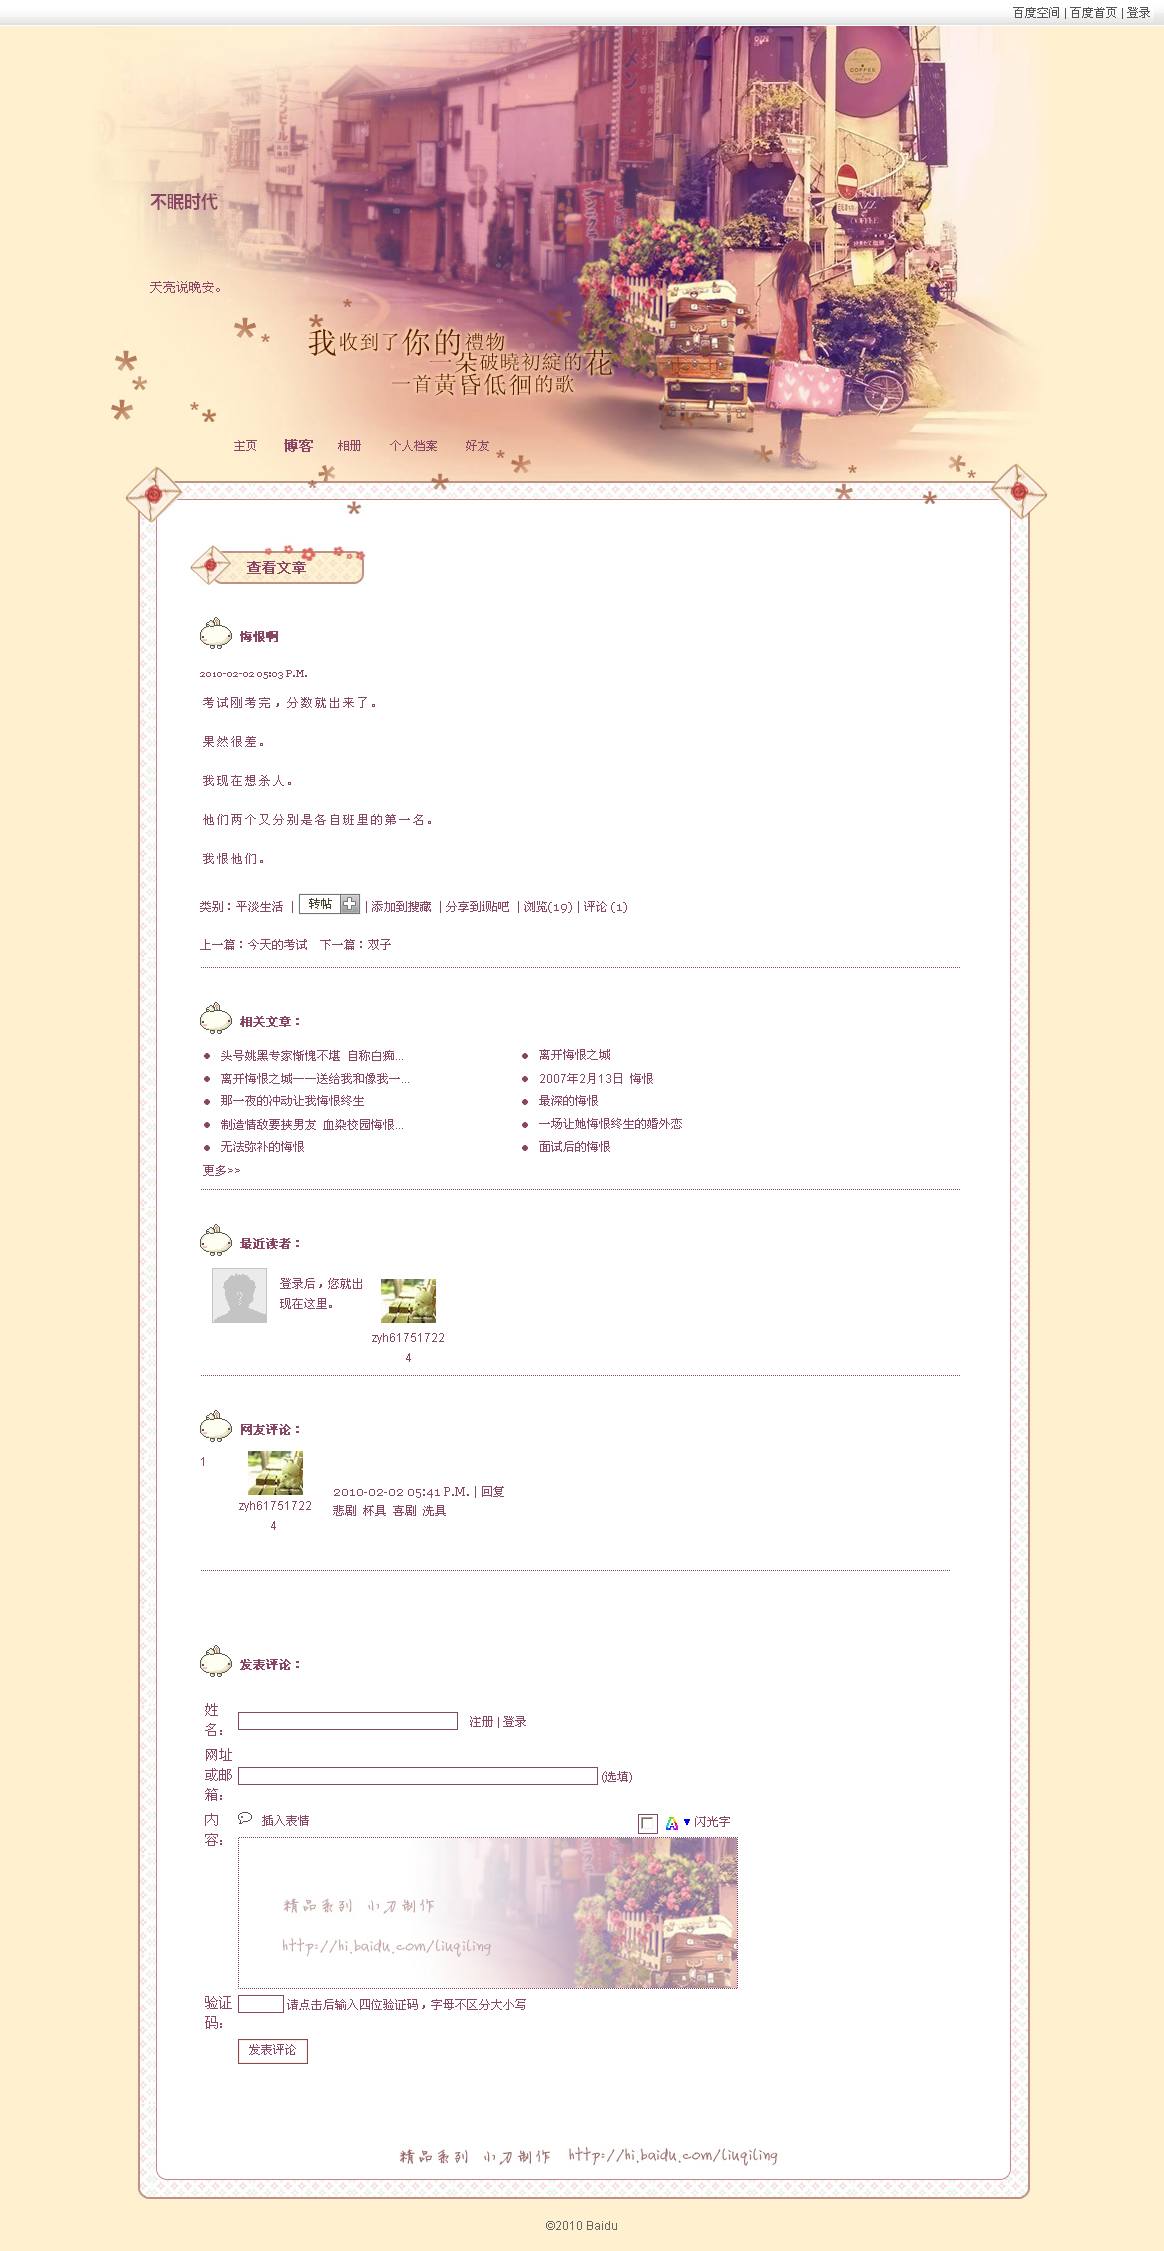 百度空间 | 百度首页 | 登录
COFFEE
不眠时代
天亮说晚安。
我收到了你的禮物
一朵破曉初綻的花
一首黃昏低徊的歌
主页 博客 相册 个人档案 好友
查看文章
悔恨啊
2010-02-02 05:03 P.M.
考试刚考完，分数就出来了。
果然很差。
我现在想杀人。
他们两个又分别是各自班里的第一名。
我恨他们。
类别：平淡生活 | 转帖 | 添加到搜藏 | 分享到i贴吧 | 浏览(19) | 评论 (1)
上一篇：今天的考试 下一篇：双子
相关文章：
头号姚黑专家惭愧不堪 自称白痴...
离开悔恨之城
离开悔恨之城——送给我和像我一...
2007年2月13日 悔恨
那一夜的冲动让我悔恨终生
最深的悔恨
制造情敌要挟男友 血染校园悔恨...
一场让她悔恨终生的婚外恋
无法弥补的悔恨
面试后的悔恨
更多>>
最近读者：
登录后，您就出
现在这里。
zyh61751722
4
网友评论：
1
zyh61751722
4
2010-02-02 05:41 P.M. | 回复
悲剧 杯具 喜剧 洗具
发表评论：
姓
名：
注册 | 登录
网址
或邮
箱：
(选填)
内
容：
插入表情
闪光字
精品系列 小刀制作
http://hi.baidu.com/liuqiling
验证
码：
请点击后输入四位验证码，字母不区分大小写
发表评论
精品系列 小刀制作 http://hi.baidu.com/liuqiling
©2010 Baidu